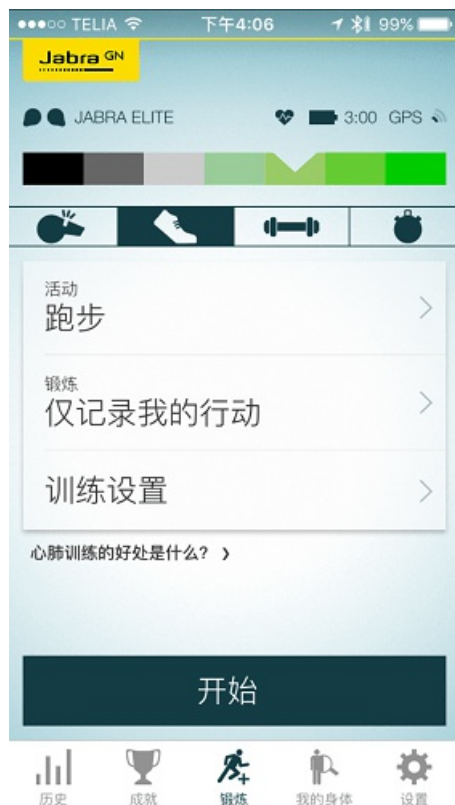 TELIA 下午4:06 99%
Jabra GN
JABRA ELITE 3:00 GPS
活动
跑步
锻炼
仅记录我的行动
训练设置
心肺训练的好处是什么？
开始
历史 成就 锻炼 我的身体 设置